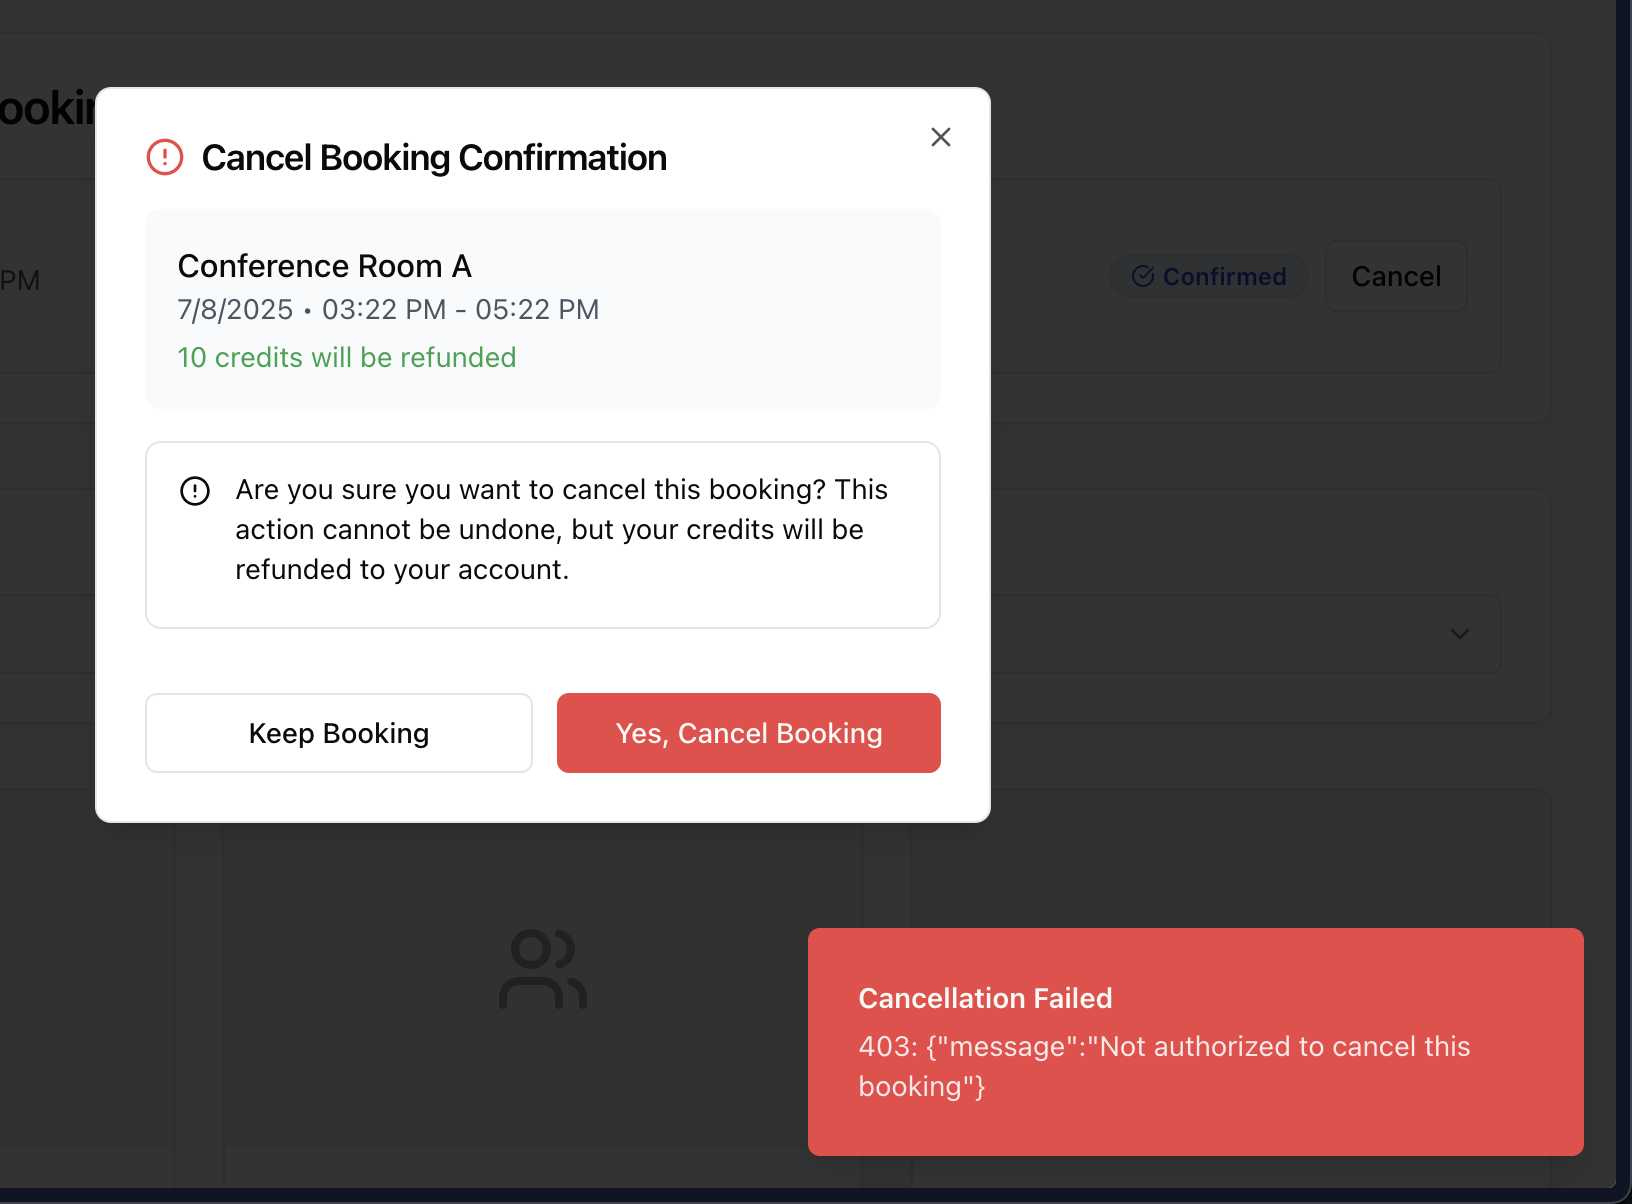 Cancel Booking Confirmation
Conference Room A
7/8/2025 • 03:22 PM - 05:22 PM
10 credits will be refunded
PM
Confirmed
Cancel
Are you sure you want to cancel this booking? This
action cannot be undone, but your credits will be
refunded to your account.
Keep Booking
Yes, Cancel Booking
Cancellation Failed
403: {"message":"Not authorized to cancel this
booking"}